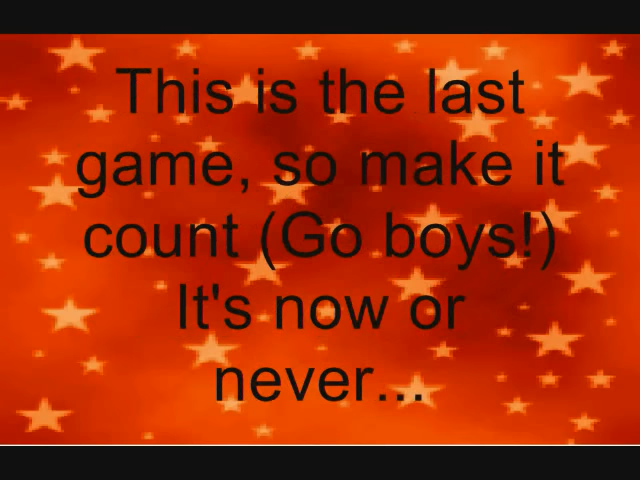 This is the last
game, so make it
count (Go boys!)
It's now or
never...